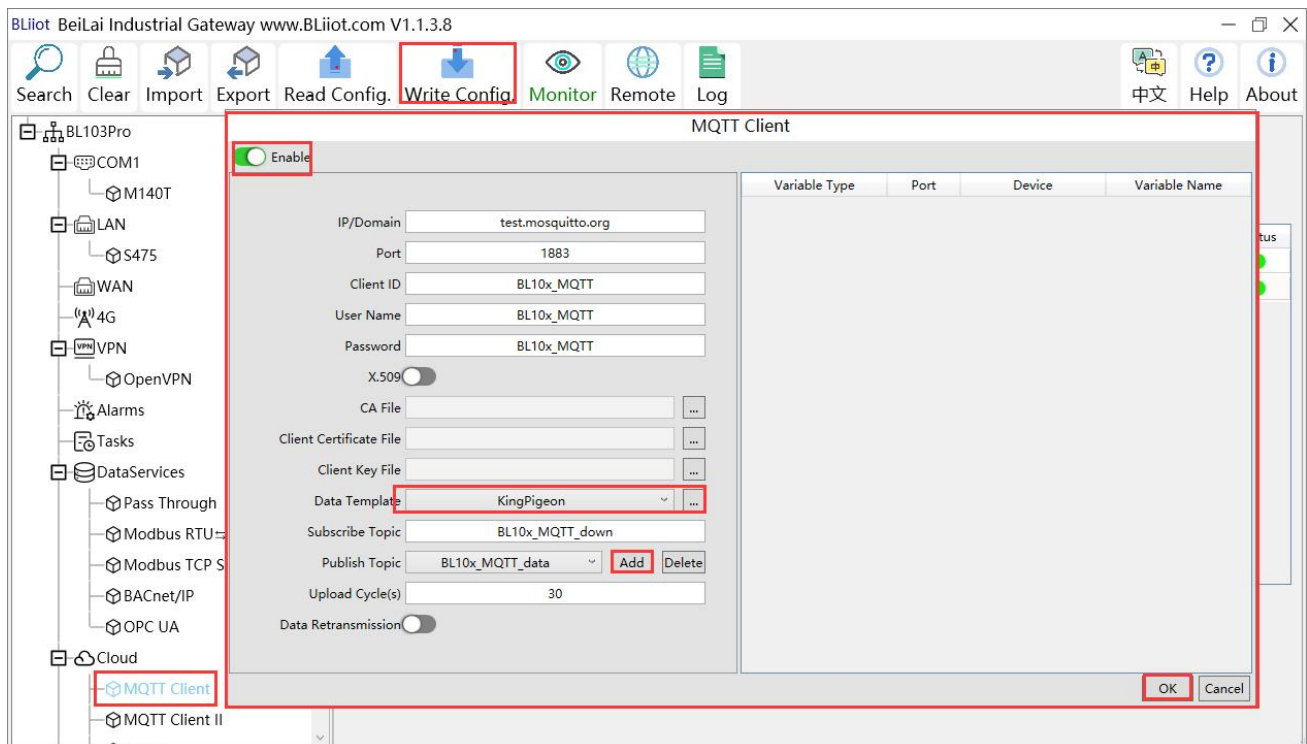 BLiiot BeiLai Industrial Gateway www.BLiiot.com V1.1.3.8
Search Clear Import Export Read Config. Write Config. Monitor Remote Log 中文 Help About
BL103Pro
COM1
M140T
LAN
S475
WAN
4G
VPN
VPN
OpenVPN
Alarms
Tasks
DataServices
Pass Through
Modbus RTU
Modbus TCP S
BACnet/IP
OPC UA
Cloud
MQTT Client
MQTT Client II
MQTT Client
Enable
IP/Domain test.mosquitto.org
Port 1883
Client ID BL10x_MQTT
User Name BL10x_MQTT
Password BL10x_MQTT
X.509
CA File ...
Client Certificate File ...
Client Key File ...
Data Template KingPigeon ...
Subscribe Topic BL10x_MQTT_down
Publish Topic BL10x_MQTT_data Add Delete
Upload Cycle(s) 30
Data Retransmission
Variable Type Port Device Variable Name
tus
OK Cancel